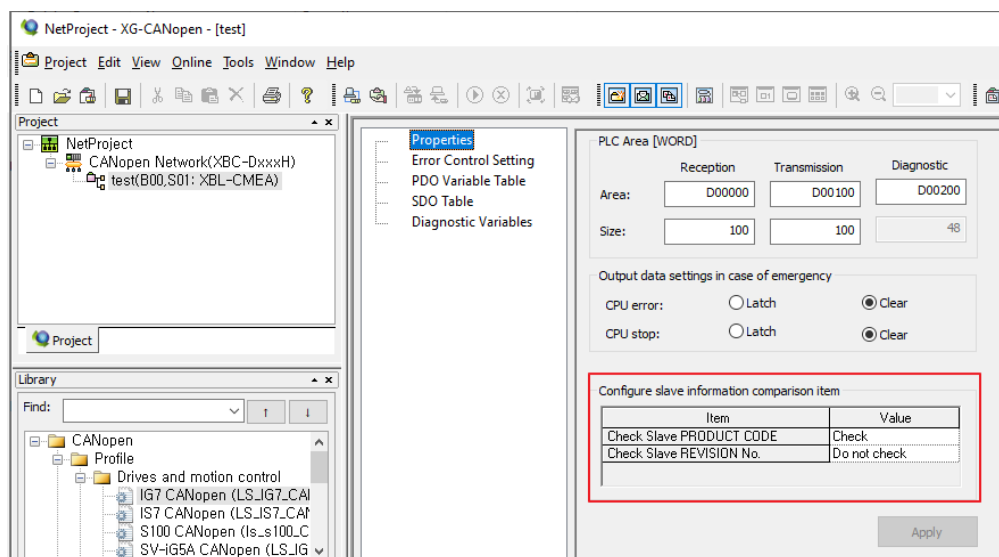 NetProject - XG-CANopen - [test]
Project Edit View Online Tools Window Help
Project
NetProject
CANopen Network(XBC-DxxxH)
test(B00,S01: XBL-CMEA)
Project
Library
Find:
CANopen
Profile
Drives and motion control
IG7 CANopen (LS_IG7_CAI
IS7 CANopen (LS_IS7_CAN
S100 CANopen (ls_s100_C
SV-iG5A CANopen (LS_IG
Properties
Error Control Setting
PDO Variable Table
SDO Table
Diagnostic Variables
PLC Area [WORD]
Reception Transmission Diagnostic
Area: D00000 D00100 D00200
Size: 100 100 48
Output data settings in case of emergency
CPU error: Latch Clear
CPU stop: Latch Clear
Configure slave information comparison item
Item Value
Check Slave PRODUCT CODE Check
Check Slave REVISION No. Do not check
Apply